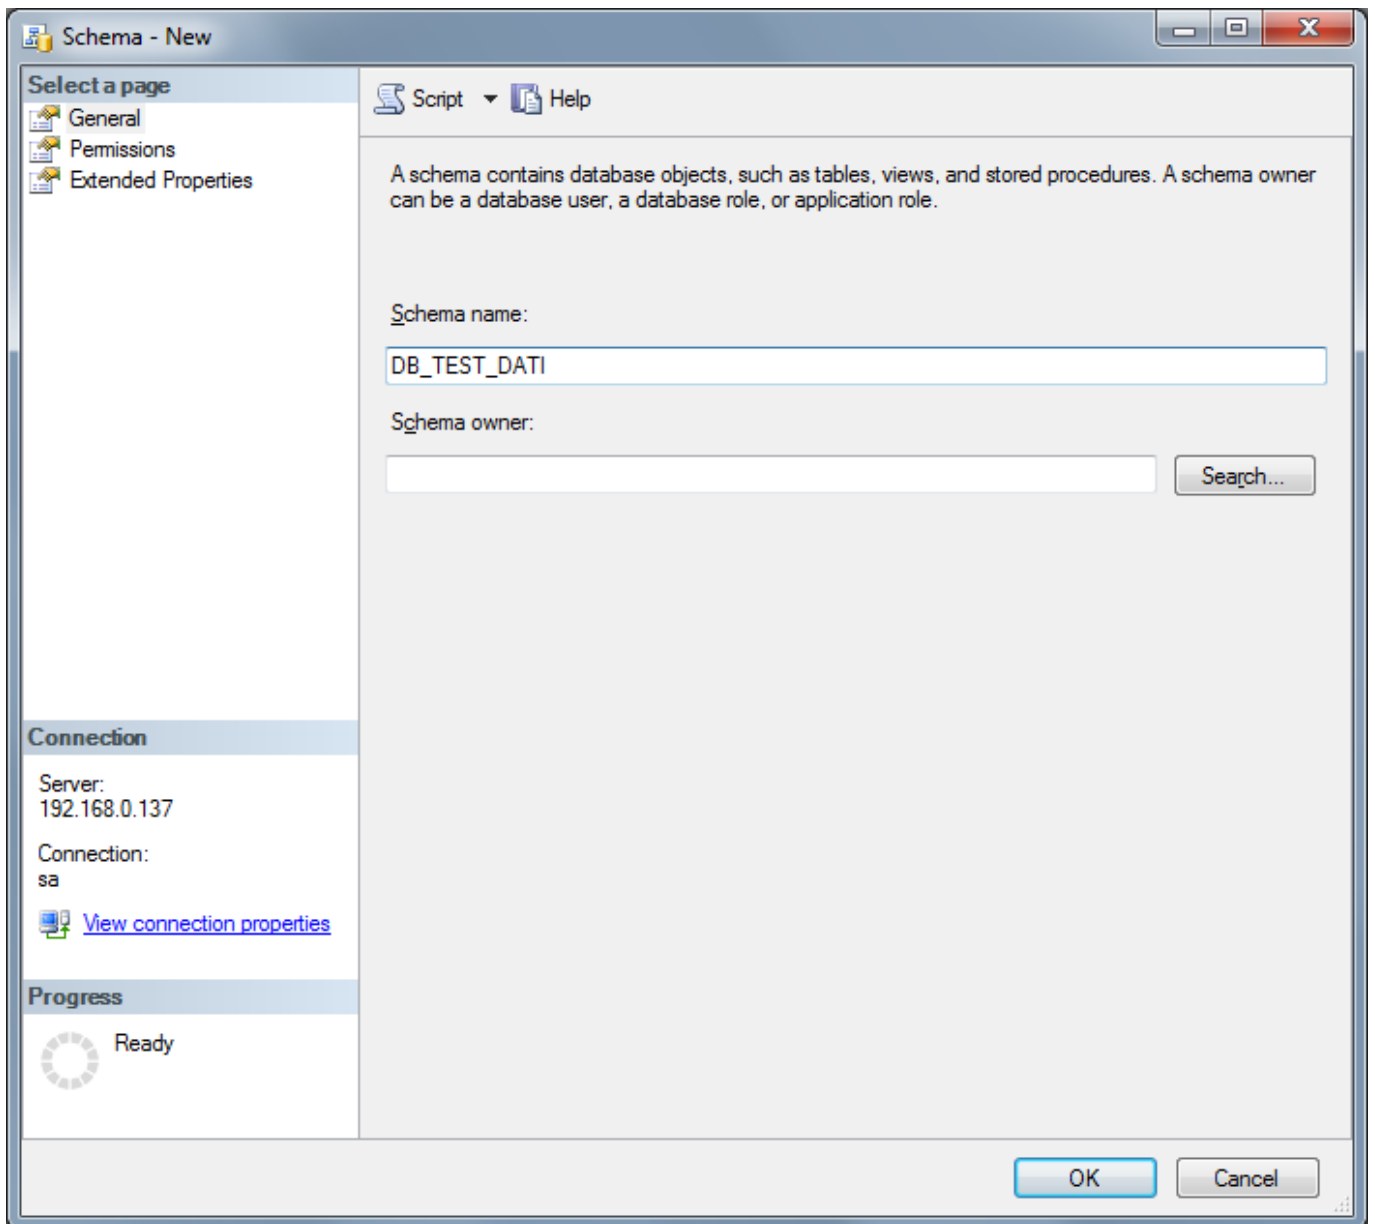 Schema - New
Select a page
General
Permissions
Extended Properties
Script
Help
A schema contains database objects, such as tables, views, and stored procedures. A schema owner
can be a database user, a database role, or application role.
Schema name:
DB_TEST_DATI
Schema owner:
Search...
Connection
Server:
192.168.0.137
Connection:
sa
View connection properties
Progress
Ready
OK
Cancel